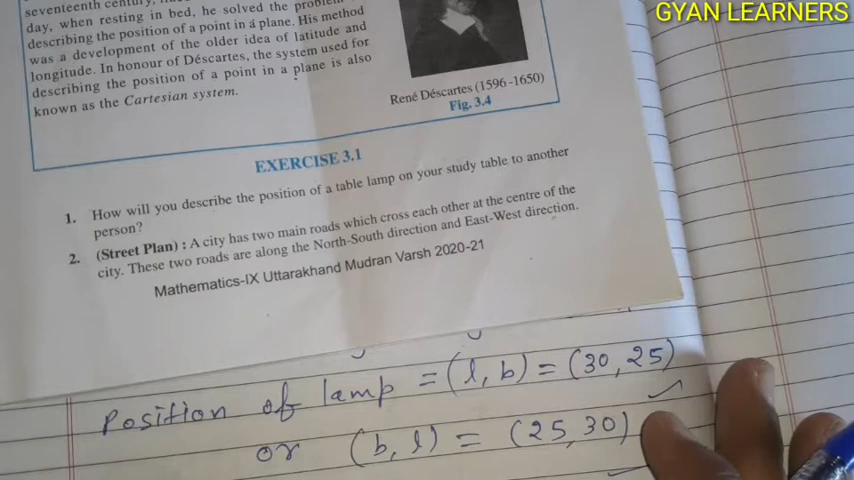 GYAN LEARNERS
seventeenth century,
day, when resting in bed, he solved the problem
describing the position of a point in a plane. His method
was a development of the older idea of latitude and
longitude. In honour of Déscartes, the system used for
describing the position of a point in a plane is also
known as the Cartesian system.
René Déscartes (1596 -1650)
Fig. 3.4
EXERCISE 3.1
1. How will you describe the position of a table lamp on your study table to another
person?
2. (Street Plan) : A city has two main roads which cross each other at the centre of the
city. These two roads are along the North-South direction and East-West direction.
Mathematics-IX Uttarakhand Mudran Varsh 2020-21
Position of lamp = (l, b) = (30, 25)
or (b, l) = (25, 30)